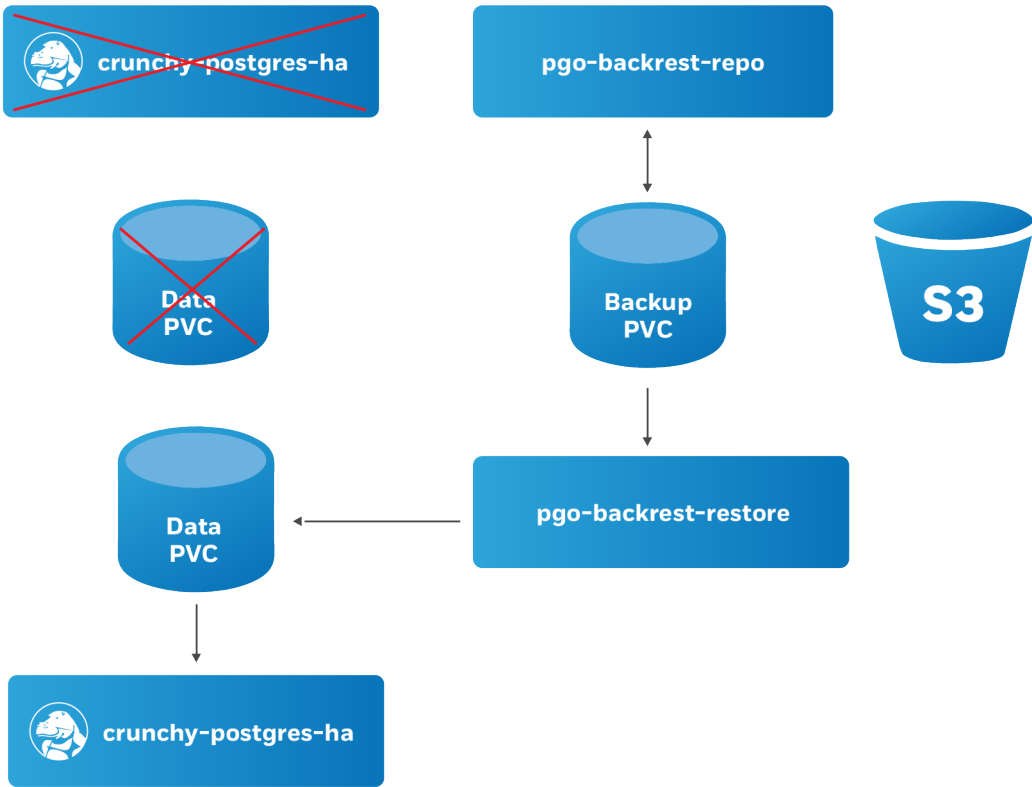 crunchy-postgres-ha
pgo-backrest-repo
Data
PVC
Backup
PVC
S3
Data
PVC
pgo-backrest-restore
crunchy-postgres-ha